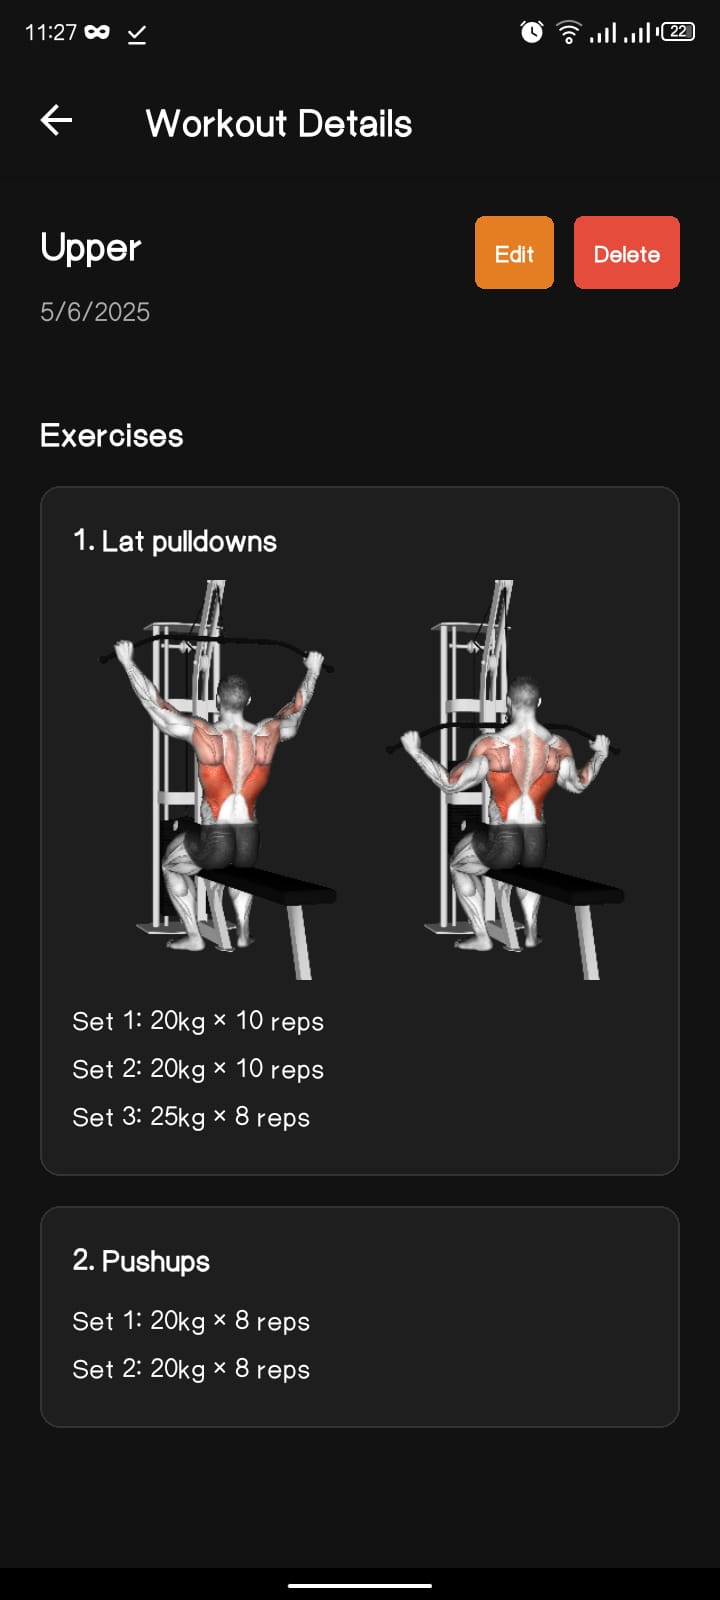 11:27
22
Workout Details
Upper
Edit
Delete
5/6/2025
Exercises
1. Lat pulldowns
Set 1: 20kg × 10 reps
Set 2: 20kg × 10 reps
Set 3: 25kg × 8 reps
2. Pushups
Set 1: 20kg × 8 reps
Set 2: 20kg × 8 reps